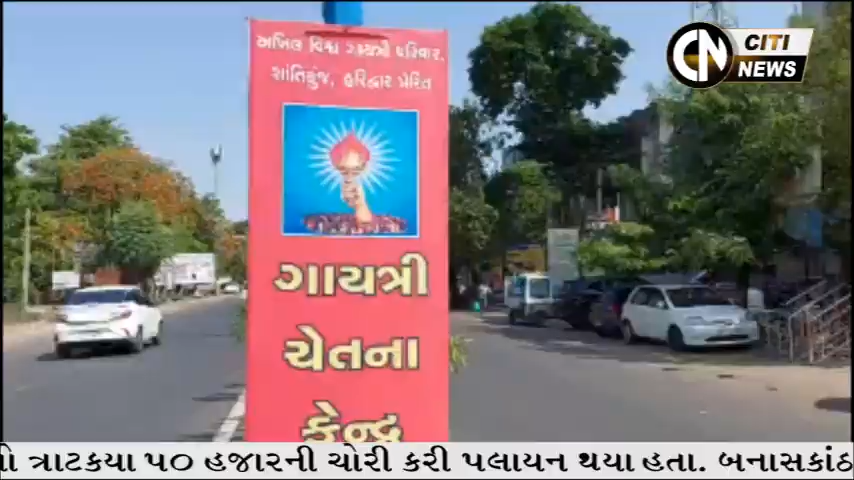 CITI
NEWS
અખિલ વિશ્વ ગાયત્રી પરિવાર,
શાંતિકુંજ, હરિદ્વાર પ્રેરિત
ગાયત્રી
ચેતના
કેન્દ્ર
ત્રાટકયા ૫૦ હજારની ચોરી કરી પલાયન થયા હતા. બનાસકાંઠ